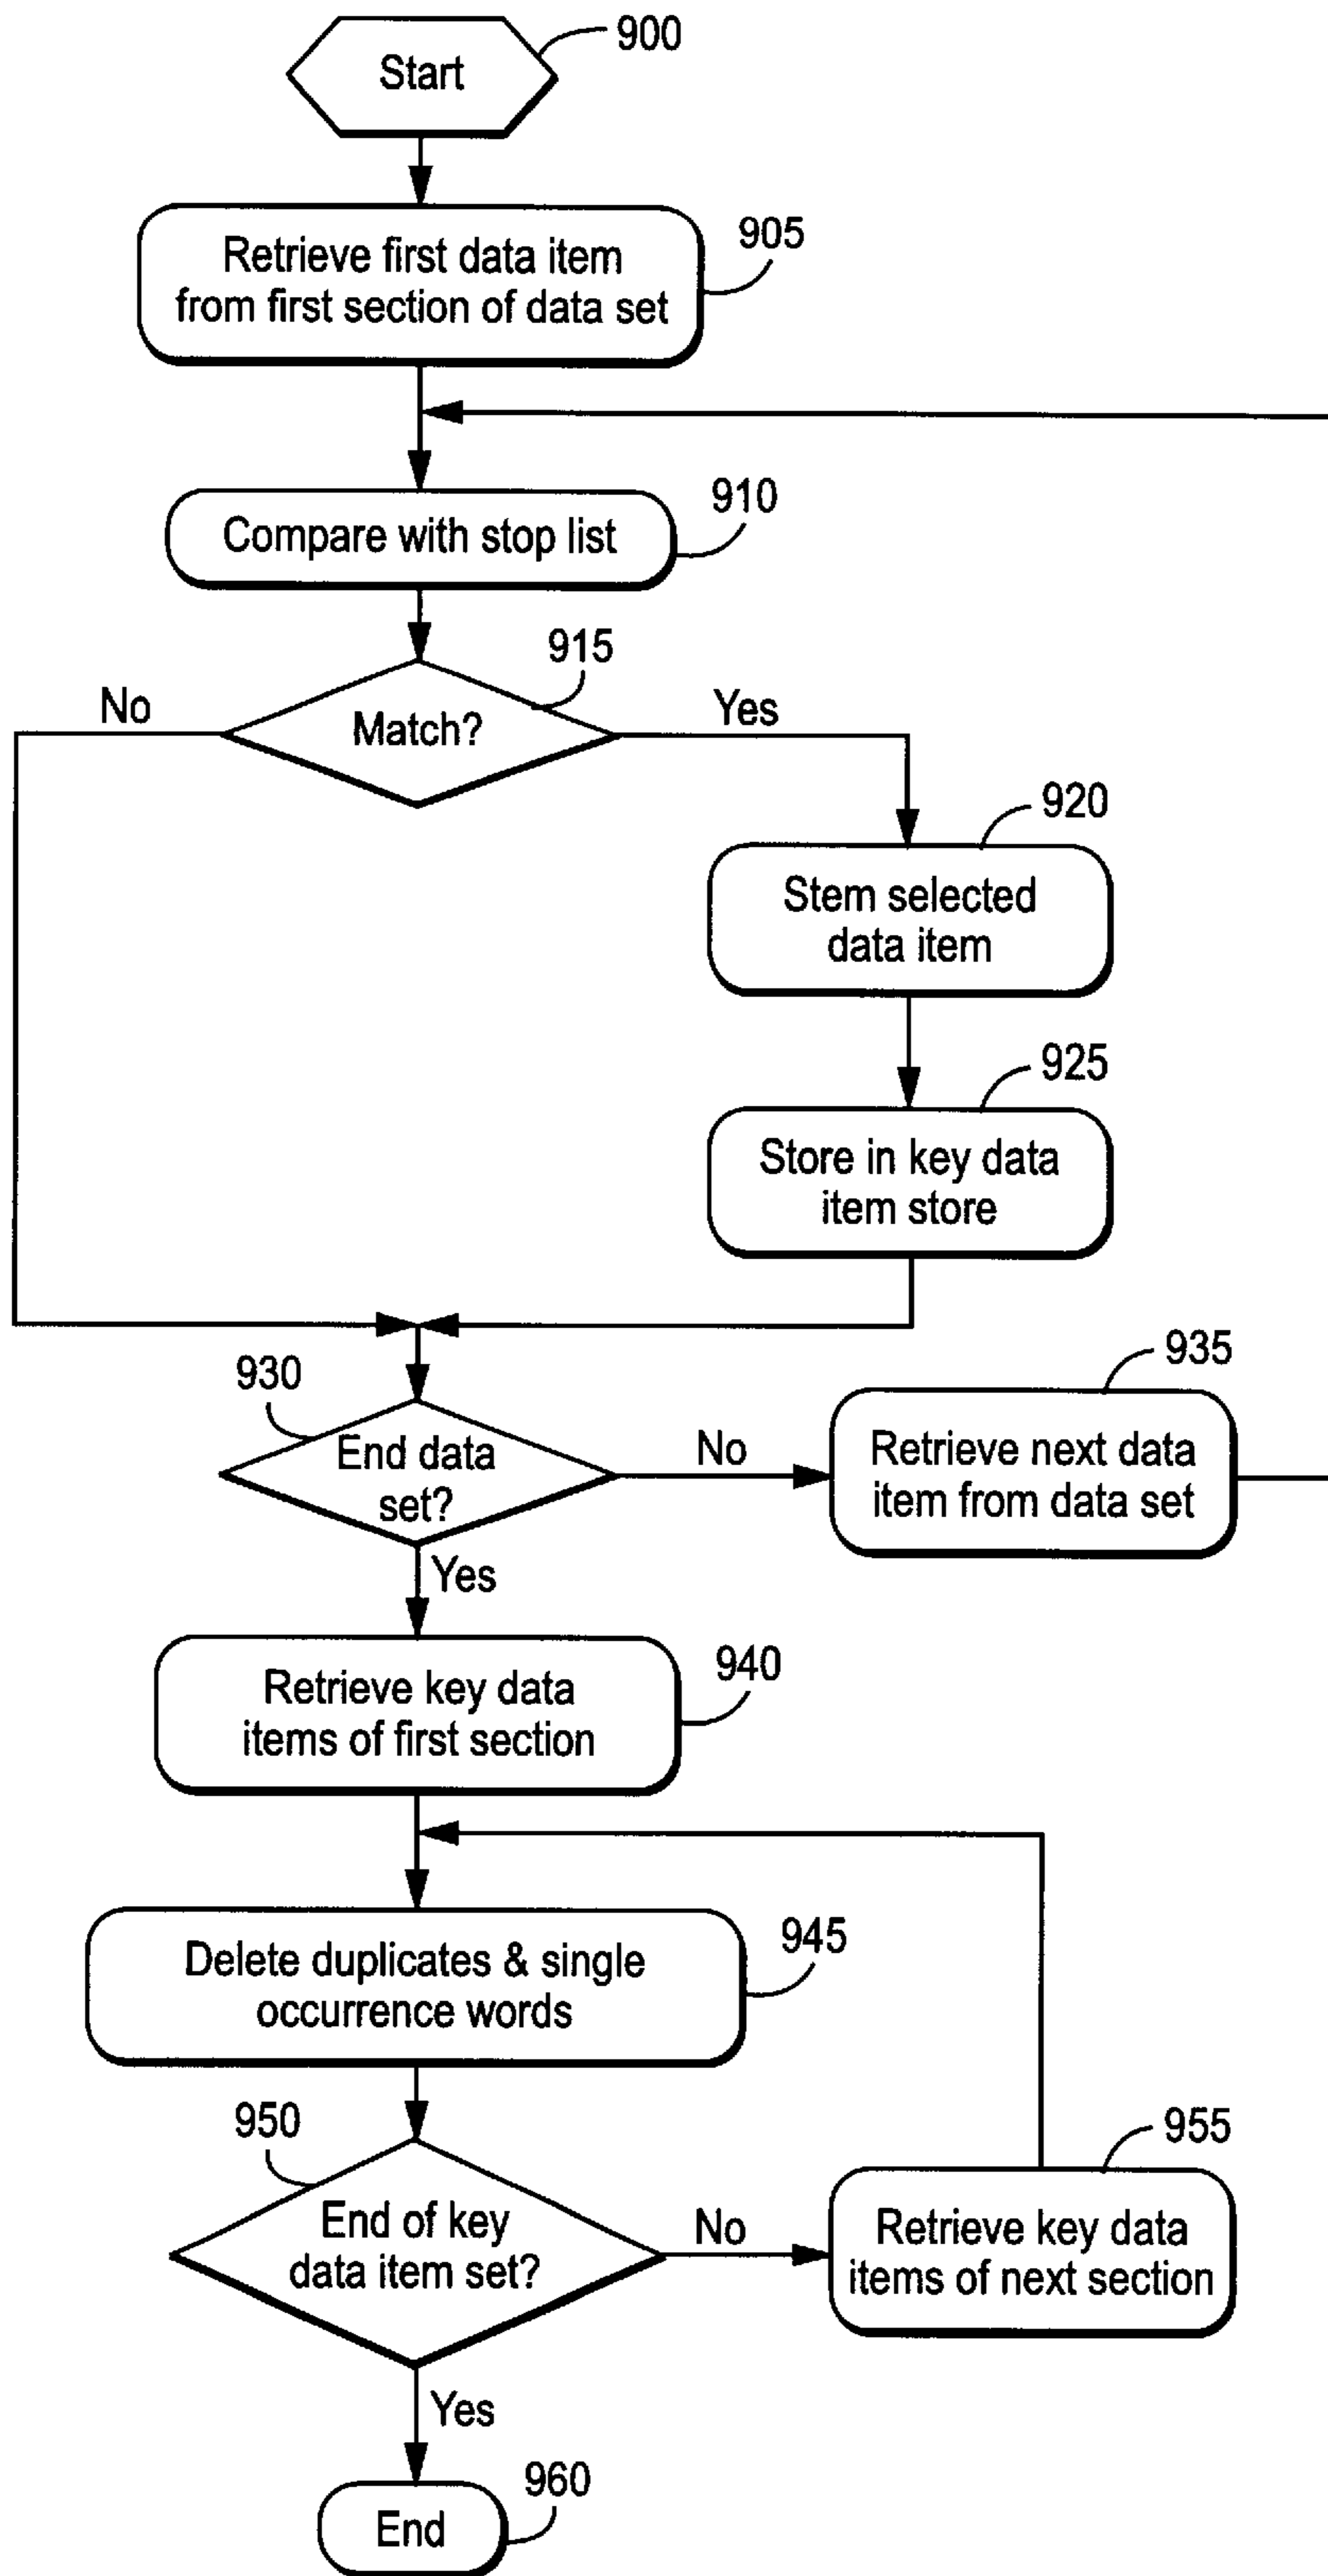 Start
900
Retrieve first data item
from first section of data set
905
Compare with stop list
910
Match?
915
No
Yes
Stem selected
data item
920
Store in key data
item store
925
End data
set?
930
No
Retrieve next data
item from data set
935
Yes
Retrieve key data
items of first section
940
Delete duplicates & single
occurrence words
945
End of key
data item set?
950
No
Retrieve key data
items of next section
955
Yes
End
960